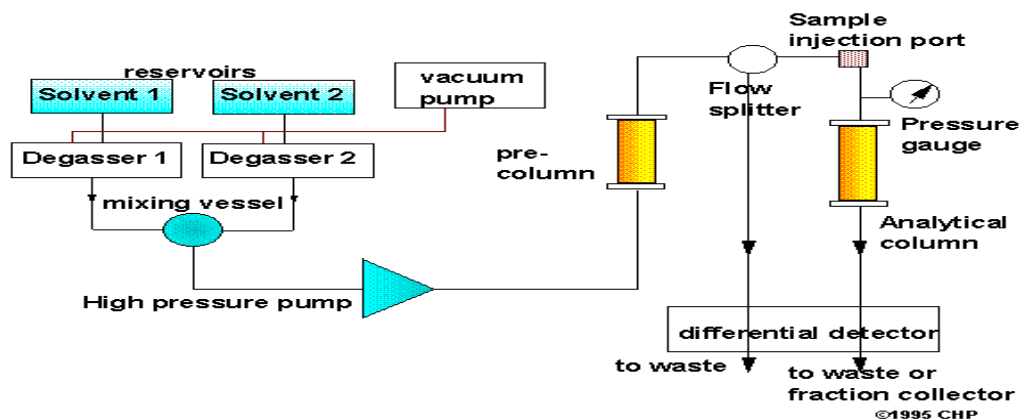 Sample
injection port
reservoirs
Solvent 1
Solvent 2
vacuum
pump
Flow
splitter
Degasser 1
Degasser 2
Pressure
gauge
pre-
column
mixing vessel
Analytical
column
High pressure pump
differential detector
to waste
to waste or
fraction collector
©1995 CHP